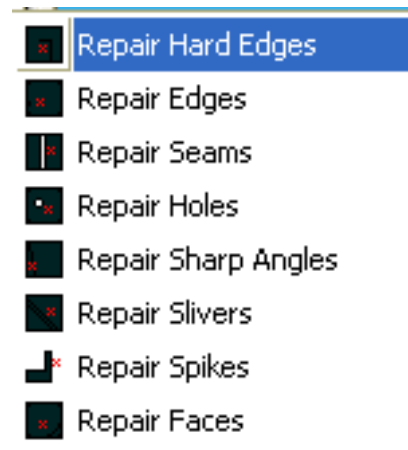 Repair Hard Edges
Repair Edges
Repair Seams
Repair Holes
Repair Sharp Angles
Repair Slivers
Repair Spikes
Repair Faces